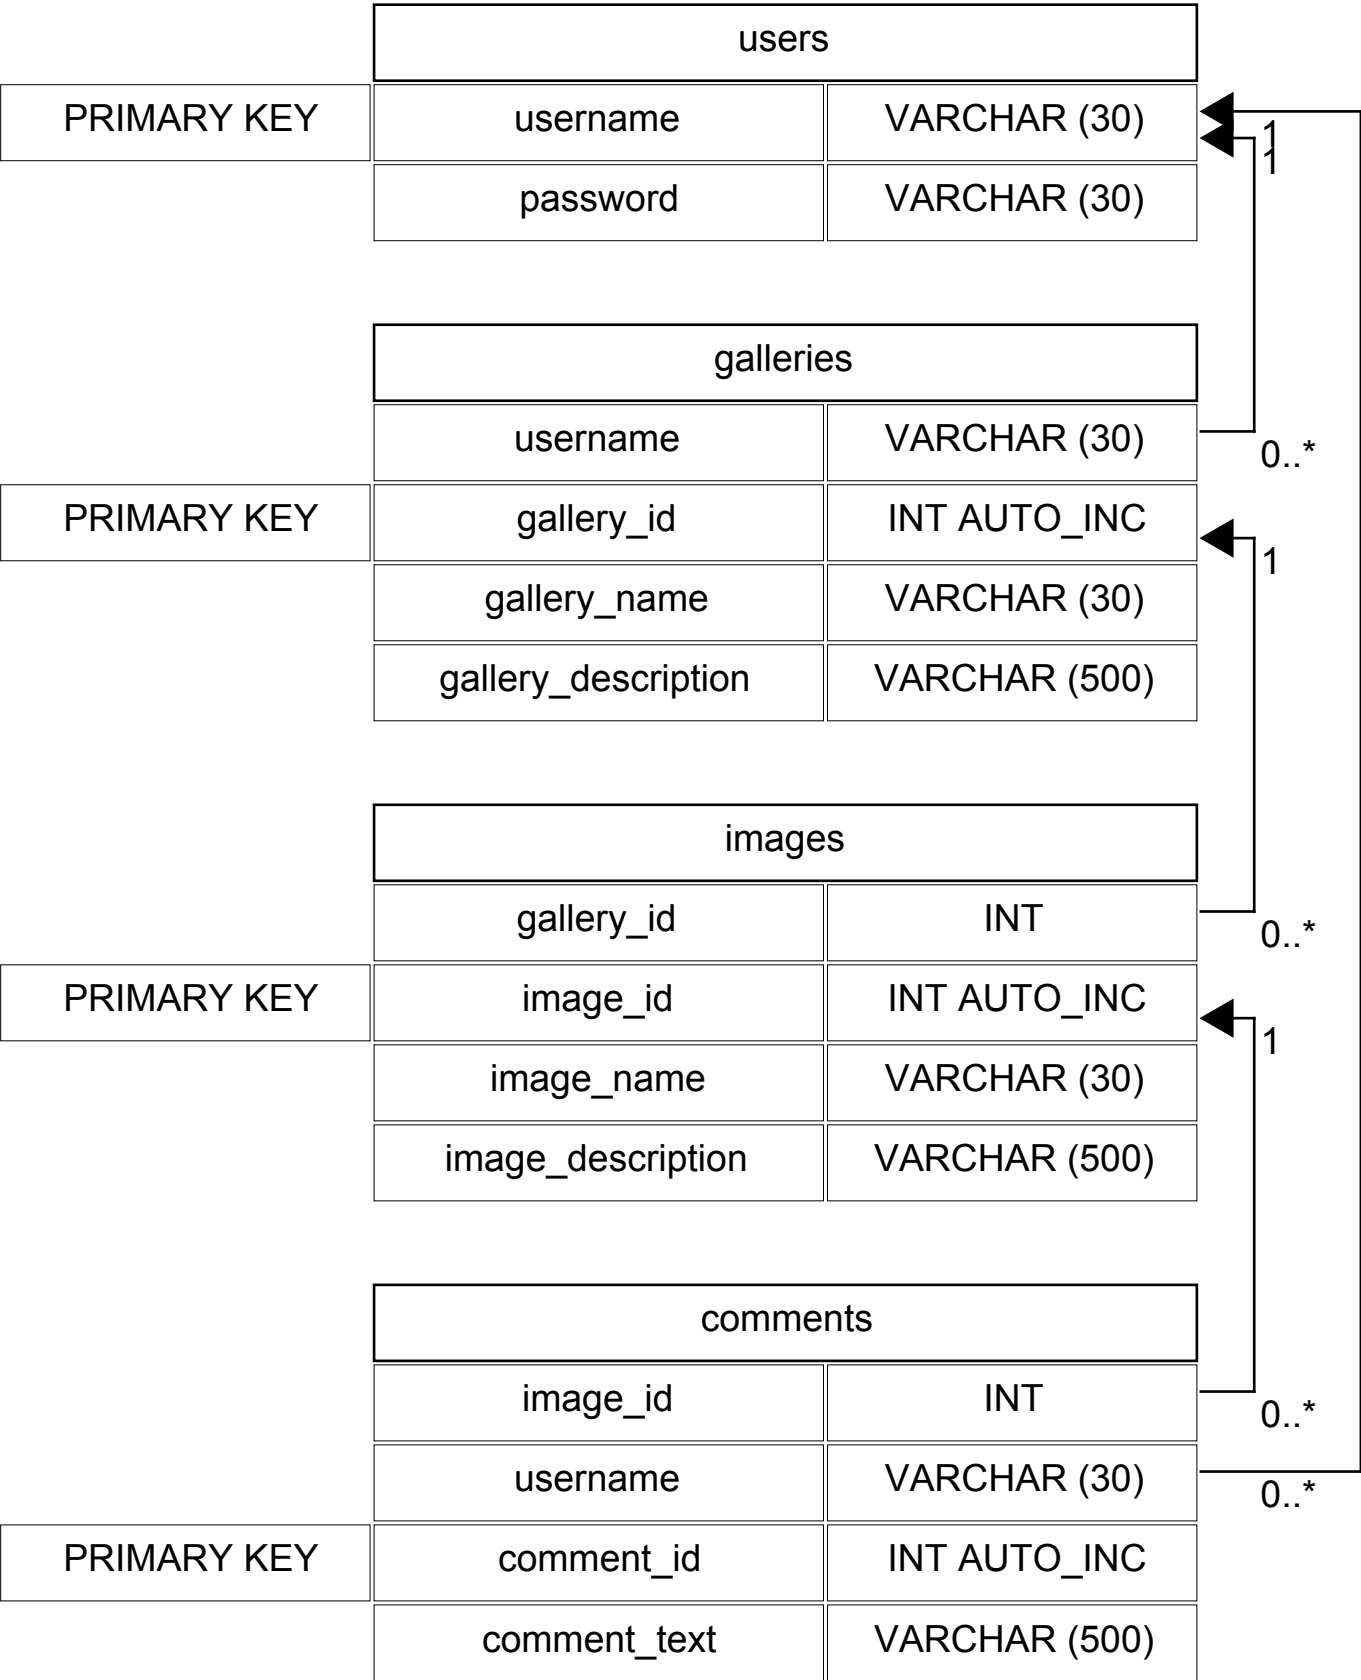 users
PRIMARY KEY username VARCHAR (30)
1
1
password VARCHAR (30)
galleries
username VARCHAR (30)
0..*
PRIMARY KEY gallery_id INT AUTO_INC
1
gallery_name VARCHAR (30)
gallery_description VARCHAR (500)
images
gallery_id INT
0..*
PRIMARY KEY image_id INT AUTO_INC
1
image_name VARCHAR (30)
image_description VARCHAR (500)
comments
image_id INT
0..*
username VARCHAR (30)
0..*
PRIMARY KEY comment_id INT AUTO_INC
comment_text VARCHAR (500)